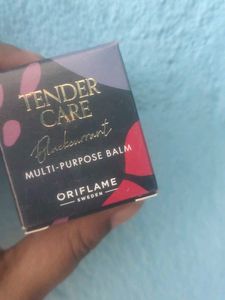 TENDER
CARE
Blackcurrant
MULTI-PURPOSE BALM
ORIFLAME
SWEDEN